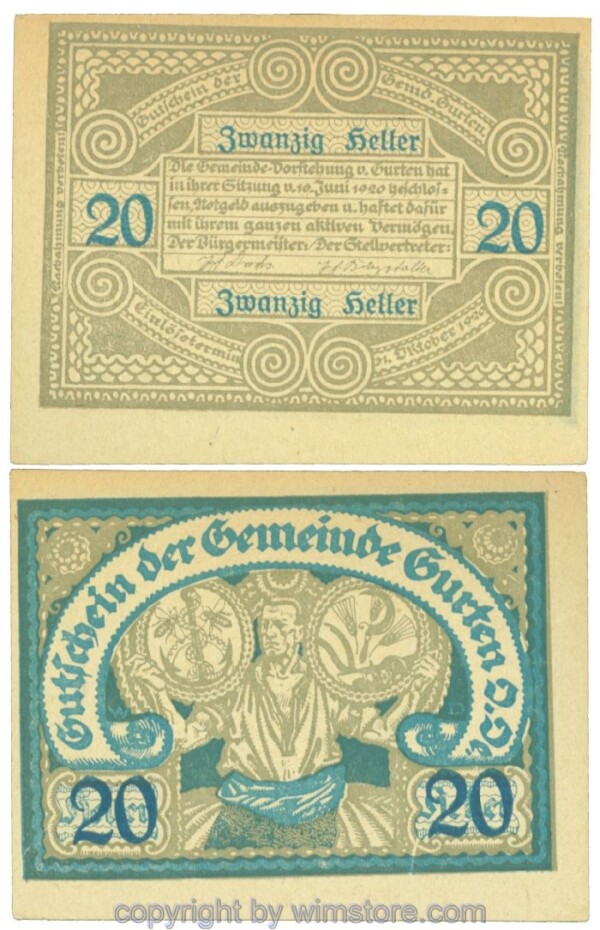 Gutschein der
Gemd. Gurten.
Nachahmung verboten!
Nachahmung verboten!
Zwanzig Heller
20
20
Die Gemeinde-Vorstehung v. Gurten hat
in ihrer Sitzung v. 10. Juni 1920 beschlos-
sen, Notgeld auszugeben u. haftet dafür
mit ihrem ganzen aktiven Vermögen.
Der Bürgermeister: Der Stellvertreter:
Zwanzig Heller
Einlösetermin
31. Oktober 1920
Gutschein der Gemeinde Gurten O.Ö.
20
20
Heller
copyright by wimstore.com